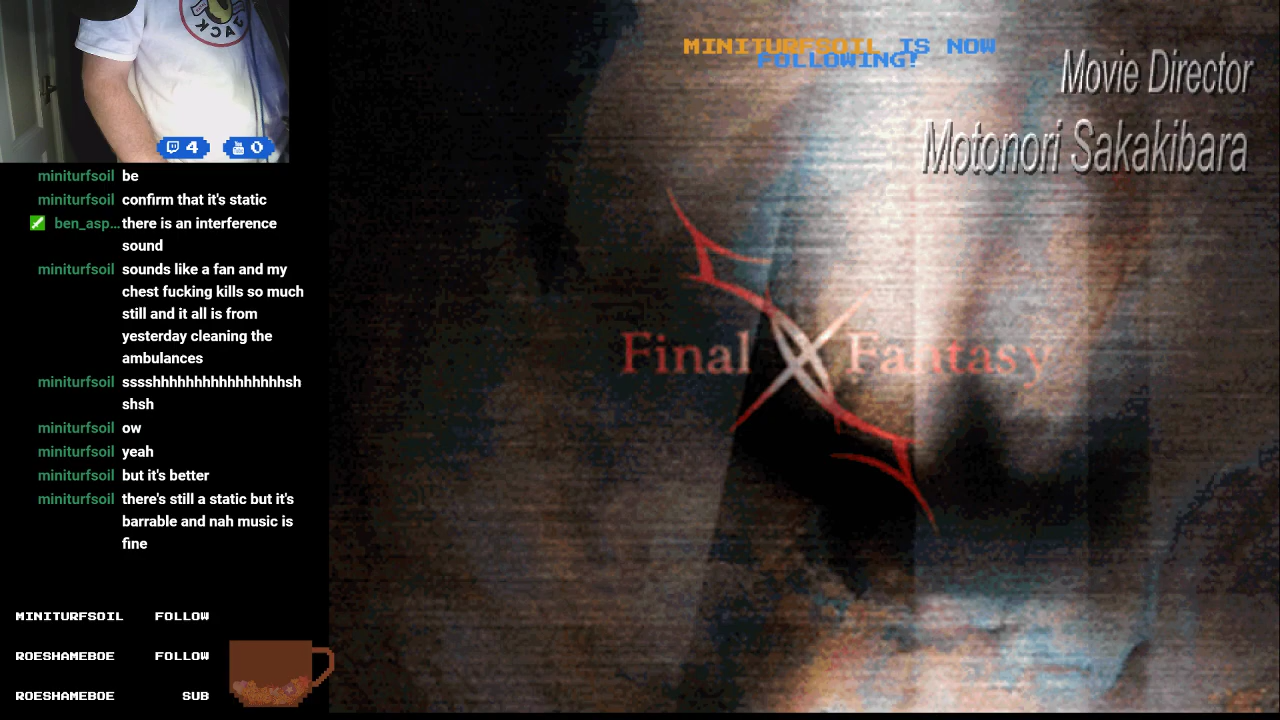 JACK
4
0
miniturfsoil be
miniturfsoil confirm that it's static
ben_asp... there is an interference
sound
miniturfsoil sounds like a fan and my
chest fucking kills so much
still and it all is from
yesterday cleaning the
ambulances
miniturfsoil sssshhhhhhhhhhhhhhhhsh
shsh
miniturfsoil ow
miniturfsoil yeah
miniturfsoil but it's better
miniturfsoil there's still a static but it's
barrable and nah music is
fine
MINITURFSOIL FOLLOW
ROESHAMEBOE FOLLOW
ROESHAMEBOE SUB
MINITURFSOIL IS NOW
FOLLOWING!
Movie Director
Motonori Sakakibara
Final Fantasy